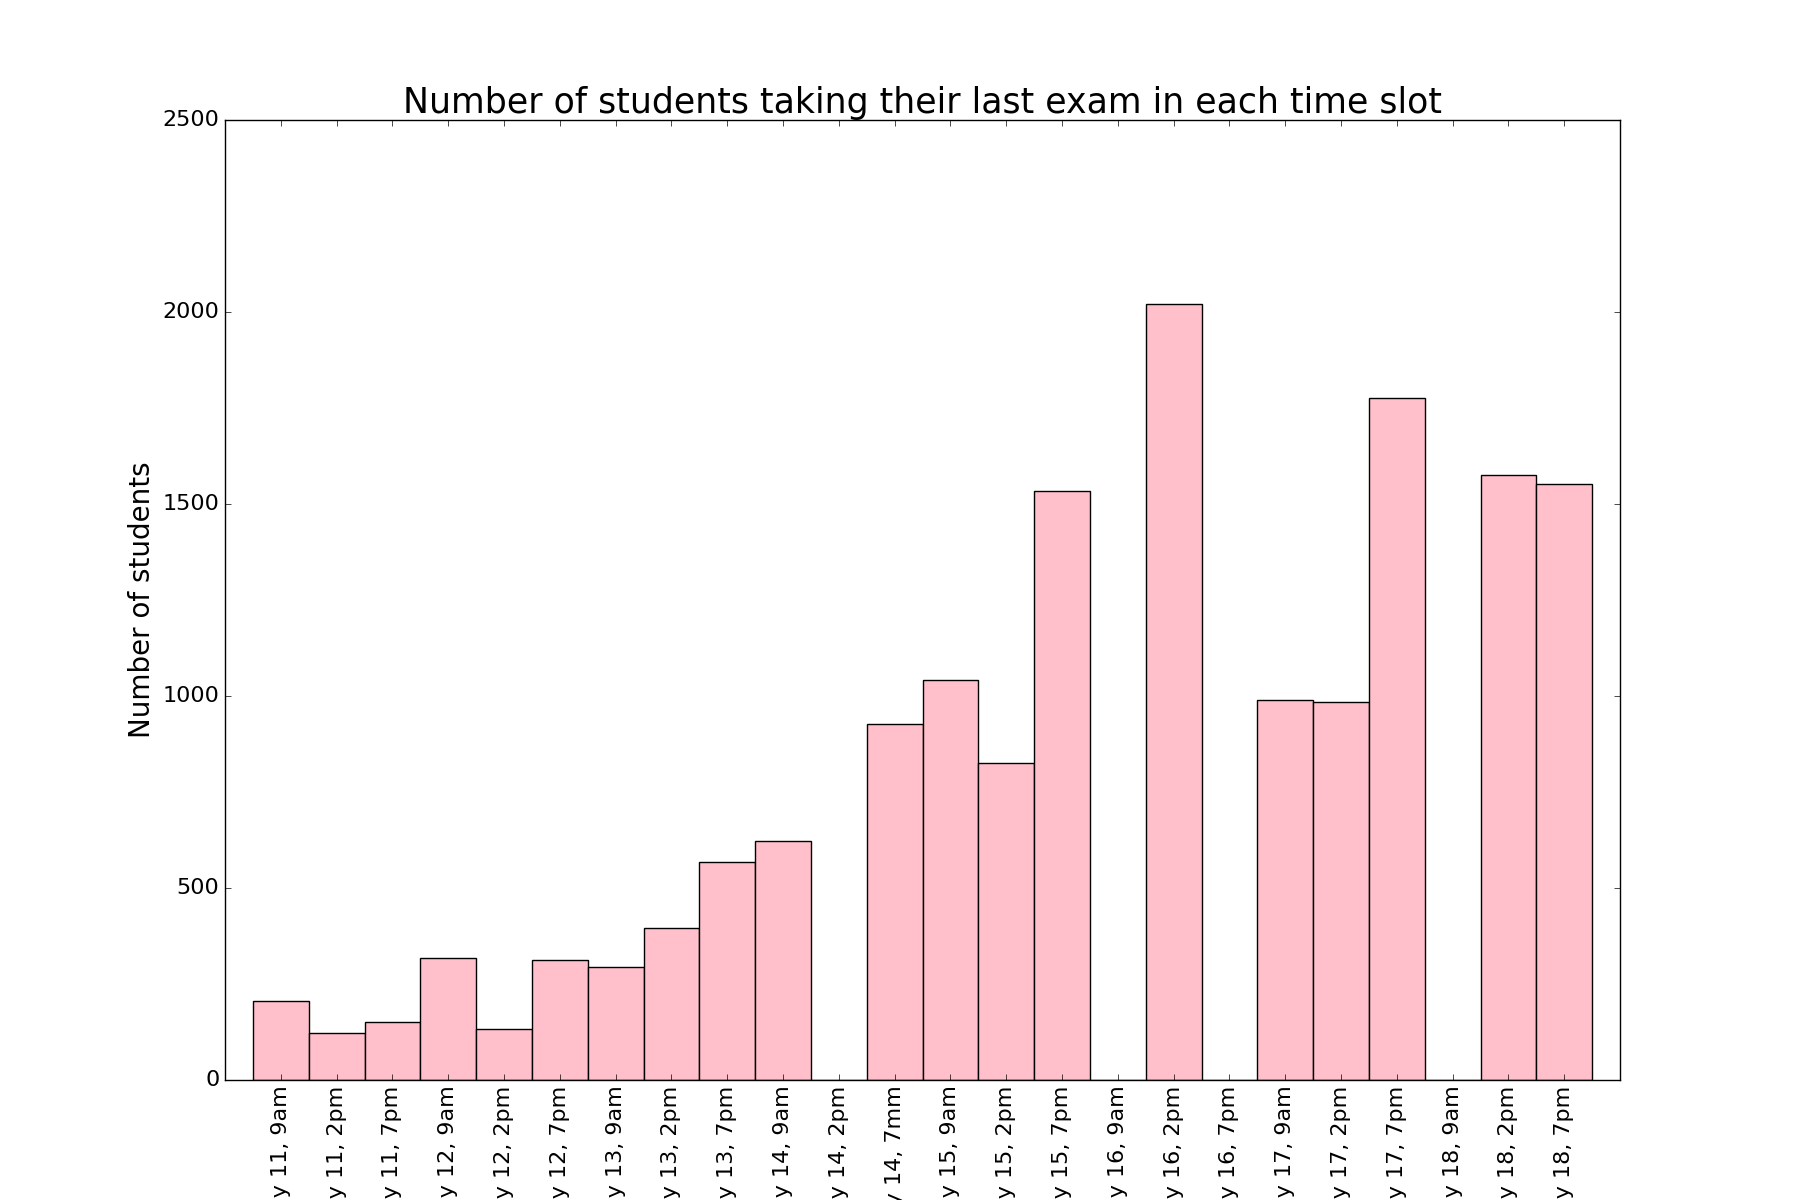 Number of students taking their last exam in each time slot
Number of students
2500
2000
1500
1000
500
0
y 11, 9am
y 11, 2pm
y 11, 7pm
y 12, 9am
y 12, 2pm
y 12, 7pm
y 13, 9am
y 13, 2pm
y 13, 7pm
y 14, 9am
y 14, 2pm
y 14, 7mm
y 15, 9am
y 15, 2pm
y 15, 7pm
y 16, 9am
y 16, 2pm
y 16, 7pm
y 17, 9am
y 17, 2pm
y 17, 7pm
y 18, 9am
y 18, 2pm
y 18, 7pm